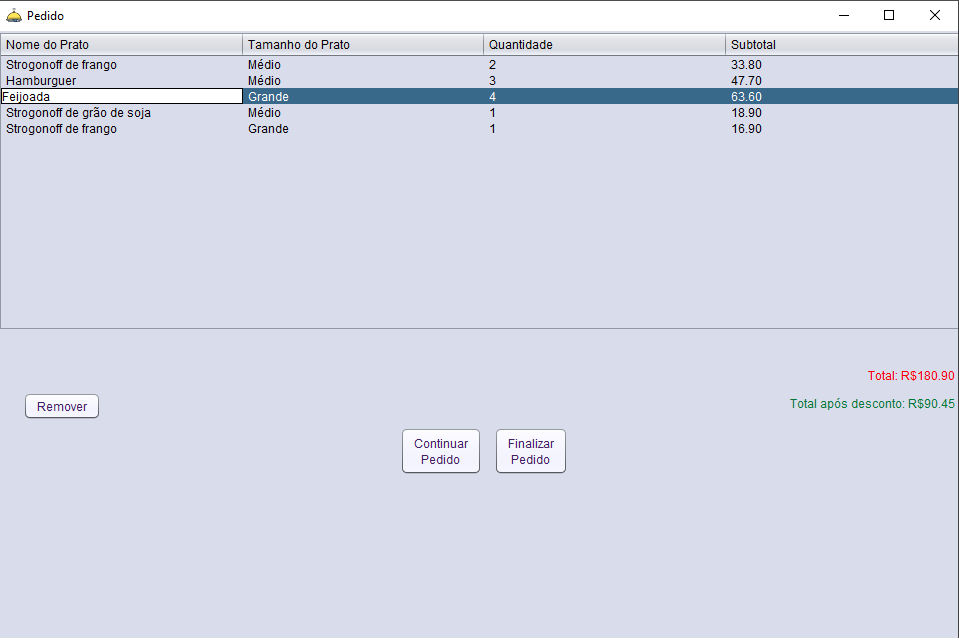 Pedido
Nome do Prato Tamanho do Prato Quantidade Subtotal
Strogonoff de frango Médio 2 33.80
Hamburguer Médio 3 47.70
Feijoada Grande 4 63.60
Strogonoff de grão de soja Médio 1 18.90
Strogonoff de frango Grande 1 16.90
Total: R$180.90
Remover
Total após desconto: R$90.45
Continuar
Pedido
Finalizar
Pedido